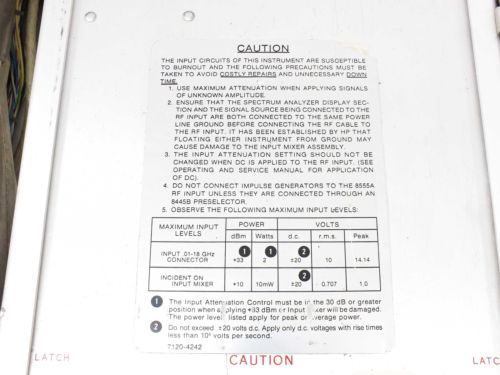 CAUTION
THE INPUT CIRCUITS OF THIS INSTRUMENT ARE SUSCEPTIBLE
TO BURNOUT AND THE FOLLOWING PRECAUTIONS MUST BE
TAKEN TO AVOID COSTLY REPAIRS AND UNNECESSARY DOWN
TIME.
1. USE MAXIMUM ATTENUATION WHEN APPLYING SIGNALS
OF UNKNOWN AMPLITUDE.
2. ENSURE THAT THE SPECTRUM ANALYZER DISPLAY SEC-
TION AND THE SIGNAL SOURCE BEING CONNECTED TO THE
RF INPUT ARE BOTH CONNECTED TO THE SAME POWER
LINE GROUND BEFORE CONNECTING THE RF CABLE TO
THE RF INPUT. IT HAS BEEN ESTABLISHED BY HP THAT
FLOATING EITHER INSTRUMENT FROM GROUND MAY
CAUSE DAMAGE TO THE INPUT MIXER ASSEMBLY.
3. THE INPUT ATTENUATION SETTING SHOULD NOT BE
CHANGED WHEN DC IS APPLIED TO THE RF INPUT. (SEE
OPERATING AND SERVICE MANUAL FOR APPLICATION
OF DC).
4. DO NOT CONNECT IMPULSE GENERATORS TO THE 8555A
RF INPUT UNLESS THEY ARE CONNECTED THROUGH AN
8445B PRESELECTOR.
5. OBSERVE THE FOLLOWING MAXIMUM INPUT LEVELS:
MAXIMUM INPUT LEVELS POWER VOLTS
dBm Watts d.c. r.m.s. Peak
INPUT .01-18 GHz CONNECTOR +33 1 2 1 ±20 2 10 14.14
INCIDENT ON INPUT MIXER +10 10mW ±20 2 0.707 1.0
1 The Input Attenuation Control must be in the 30 dB or greater
position when applying +33 dBm or Input will be damaged.
The power level listed apply for peak or average power.
2 Do not exceed ±20 volts d.c. Apply only d.c. voltages with rise times
less than 10⁶ volts per second.
7120-4242
LATCH CAUTION LATCH